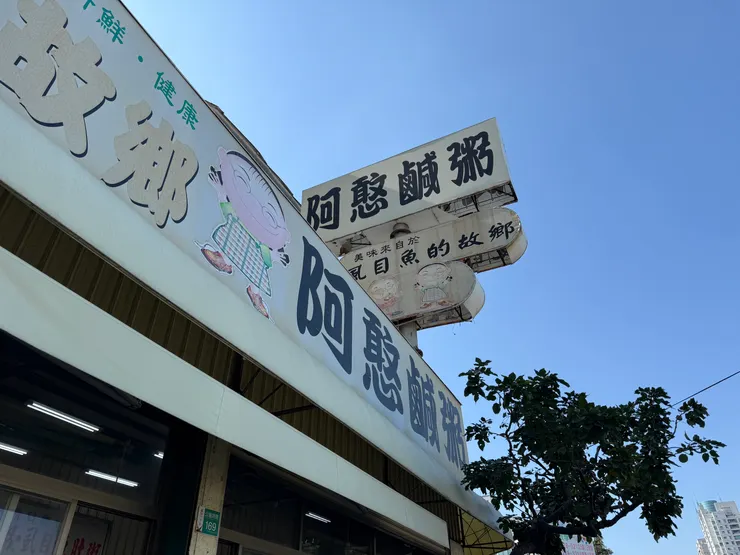 鮮・健康
故鄉
阿憨鹹粥
阿憨鹹粥
美味來自於
虱目魚的故鄉
169